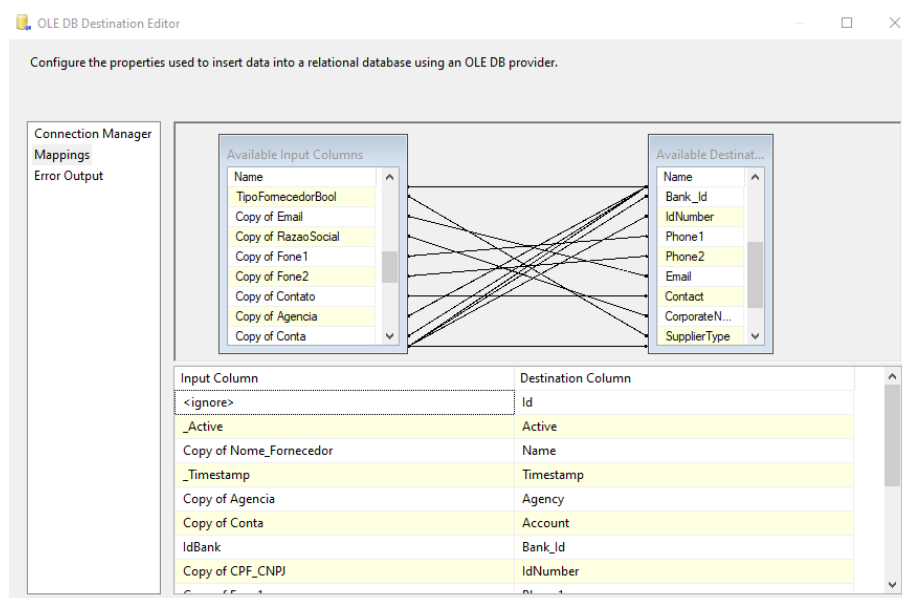 OLE DB Destination Editor
Configure the properties used to insert data into a relational database using an OLE DB provider.
Connection Manager
Mappings
Error Output
Available Input Columns
Name
TipoFornecedorBool
Copy of Email
Copy of RazaoSocial
Copy of Fone1
Copy of Fone2
Copy of Contato
Copy of Agencia
Copy of Conta
Available Destinat...
Name
Bank_Id
IdNumber
Phone1
Phone2
Email
Contact
CorporateN...
SupplierType
Input Column Destination Column
<ignore> Id
_Active Active
Copy of Nome_Fornecedor Name
_Timestamp Timestamp
Copy of Agencia Agency
Copy of Conta Account
IdBank Bank_Id
Copy of CPF_CNPJ IdNumber